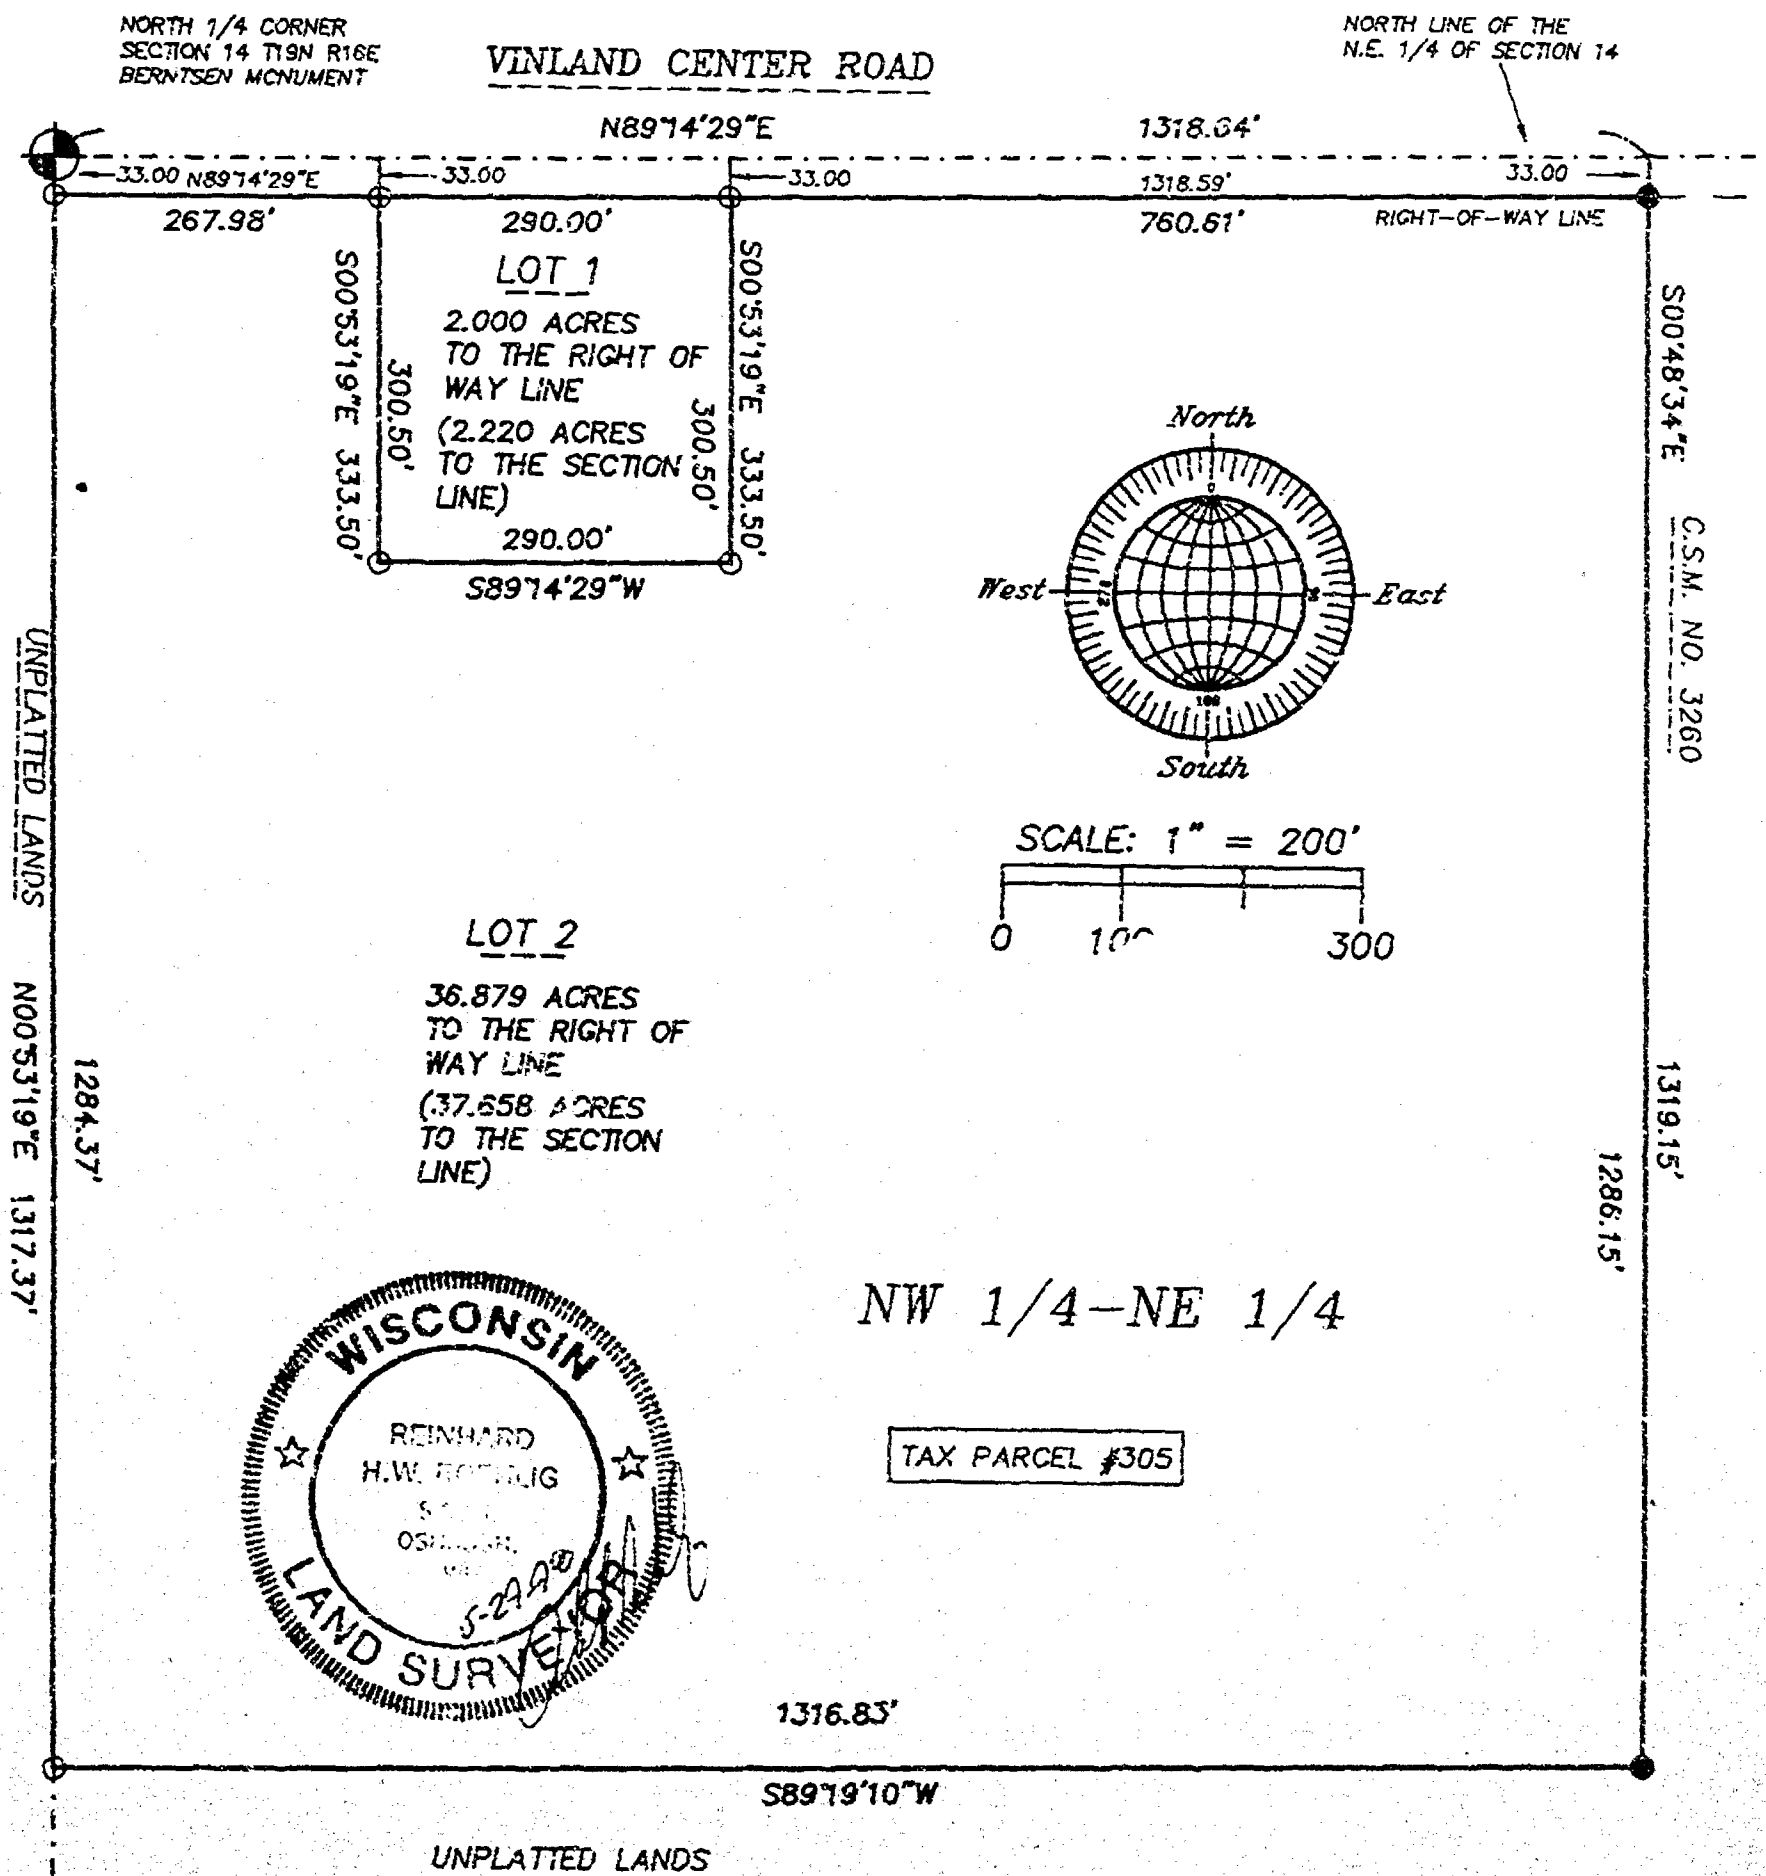 NORTH 1/4 CORNER
SECTION 14 T19N R16E
BERNTSEN MONUMENT
VINLAND CENTER ROAD
NORTH LINE OF THE
N.E. 1/4 OF SECTION 14
N89°14'29"E
1318.64'
33.00
N89°14'29"E
33.00
33.00
1318.59'
33.00
267.98'
290.00'
760.61'
RIGHT-OF-WAY LINE
LOT 1
2.000 ACRES
TO THE RIGHT OF
WAY LINE
(2.220 ACRES
TO THE SECTION
LINE)
S00°53'19"E 333.50'
300.50'
300.50'
S00°53'19"E 333.50'
290.00'
S89°14'29"W
S00°48'34"E
C.S.M. NO. 3260
North
0
West
270
East
180
South
SCALE: 1" = 200'
0
300
UNPLATTED LANDS
N00°53'19"E 1317.37'
1284.37'
LOT 2
36.879 ACRES
TO THE RIGHT OF
WAY LINE
(37.658 ACRES
TO THE SECTION
LINE)
1319.15'
1286.15'
NW 1/4-NE 1/4
WISCONSIN
REINHARD
H.W.
LAND SURVEYOR
TAX PARCEL #305
1316.83'
S89°19'10"W
UNPLATTED LANDS